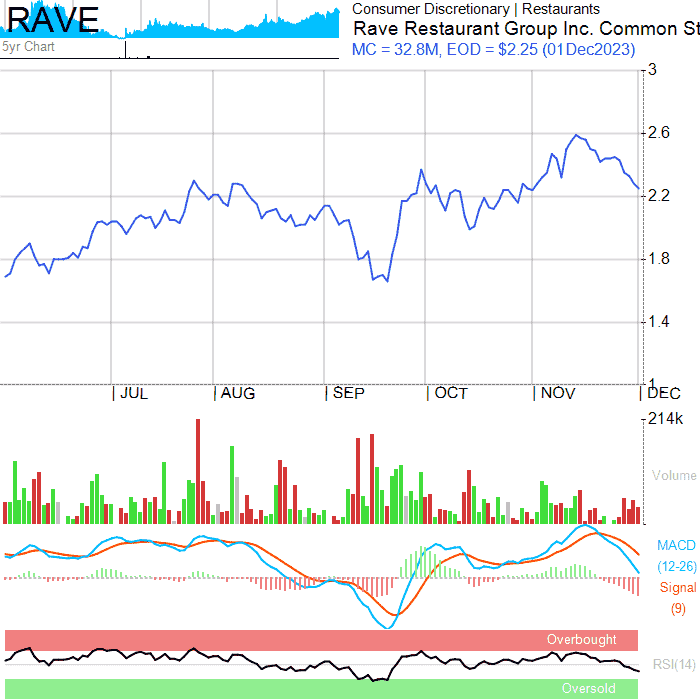 RAVE
5yr Chart
Consumer Discretionary | Restaurants
Rave Restaurant Group Inc. Common St
MC = 32.8M, EOD = $2.25 (01Dec2023)
3
2.6
2.2
1.8
1.4
1
JUL AUG SEP OCT NOV DEC
214k
Volume
MACD
(12-26)
Signal
(9)
Overbought
RSI(14)
Oversold